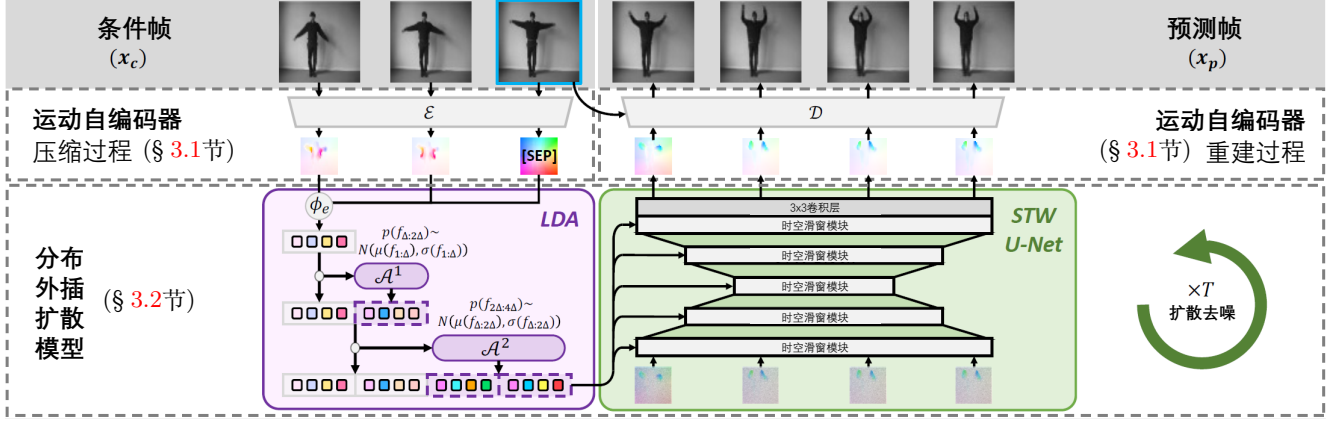 条件帧
(x_c)
预测帧
(x_p)
运动自编码器
压缩过程 (§ 3.1节)
ℰ
[SEP]
𝒟
运动自编码器
(§ 3.1节) 重建过程
分布
外插
扩散
模型
(§ 3.2节)
ϕ_e
LDA
p(f_{Δ:2Δ})~
N(μ(f_{1:Δ}), σ(f_{1:Δ}))
𝒜^1
p(f_{2Δ:4Δ})~
N(μ(f_{Δ:2Δ}), σ(f_{Δ:2Δ}))
𝒜^2
STW
U-Net
3x3卷积层
时空滑窗模块
时空滑窗模块
时空滑窗模块
时空滑窗模块
时空滑窗模块
×T
扩散去噪